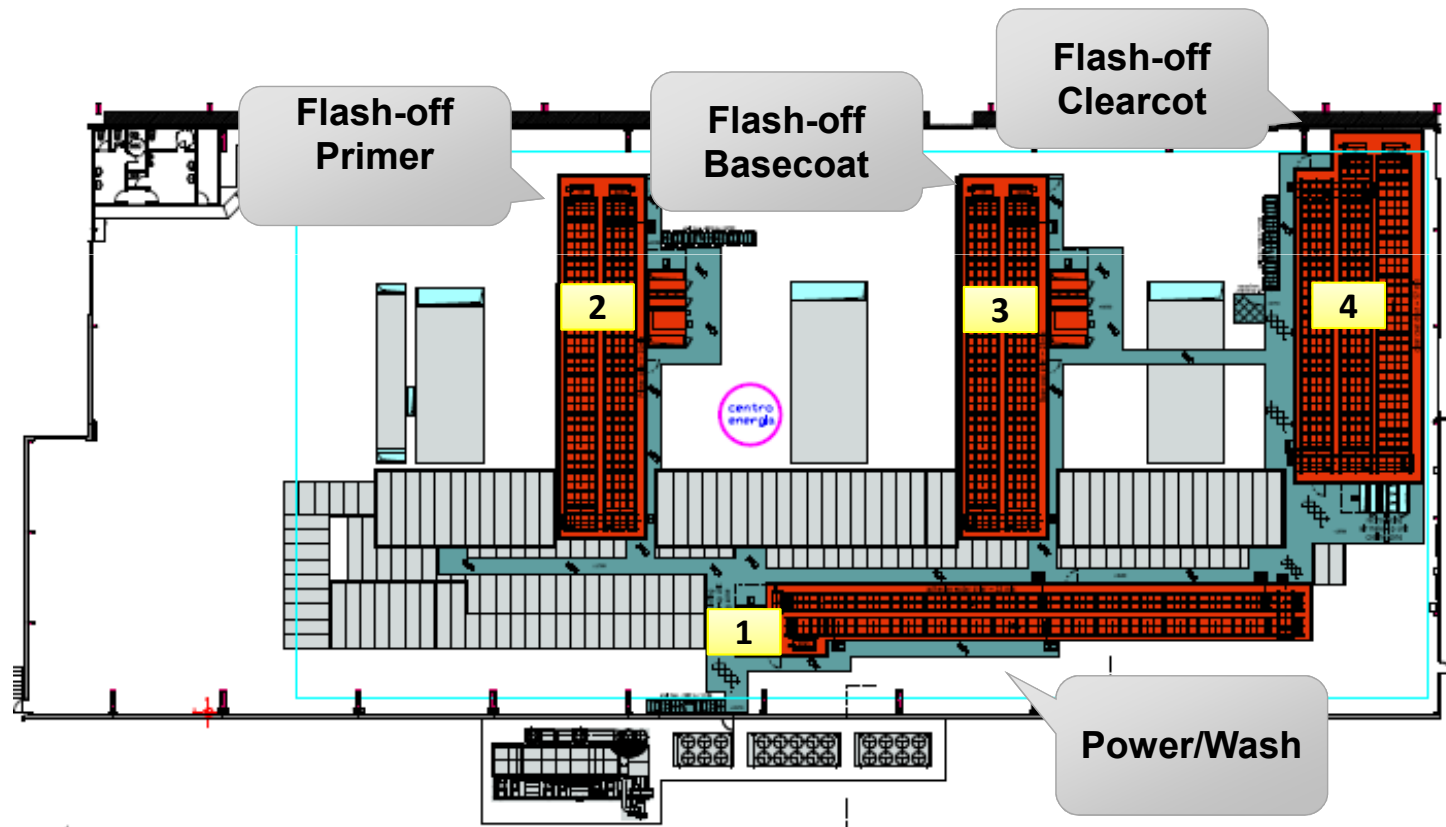 Flash-off
Clearcot
Flash-off
Primer
Flash-off
Basecoat
2
3
4
centro
energia
1
Power/Wash